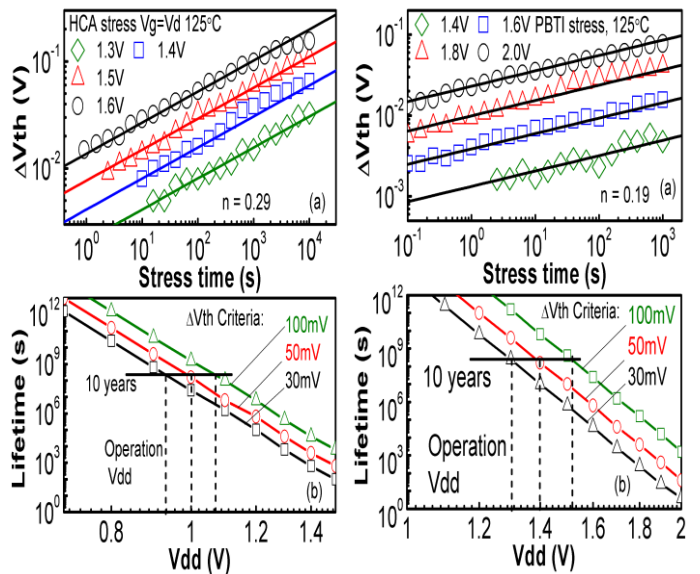 HCA stress Vg=Vd 125°C
1.3V 1.4V
1.5V
1.6V
ΔVth (V)
10⁻¹
10⁻²
n = 0.29
(a)
10⁰ 10¹ 10² 10³ 10⁴
Stress time (s)
1.4V 1.6V PBTI stress, 125°C
1.8V 2.0V
ΔVth (V)
10⁻¹
10⁻²
10⁻³
n = 0.19
(a)
10⁻¹ 10⁰ 10¹ 10² 10³
Stress time (s)
Lifetime (s)
10¹²
10¹⁰
10⁸
10⁶
10⁴
10²
10⁰
ΔVth Criteria:
100mV
50mV
30mV
10 years
Operation
Vdd
(b)
0.8 1 1.2 1.4
Vdd (V)
Lifetime (s)
10¹²
10⁹
10⁶
10³
10⁰
ΔVth Criteria:
100mV
50mV
30mV
10 years
Operation
Vdd
(b)
1 1.2 1.4 1.6 1.8 2
Vdd (V)